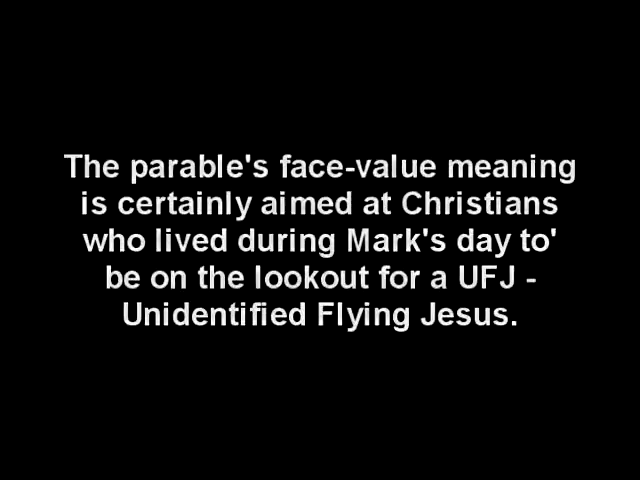 The parable's face-value meaning
is certainly aimed at Christians
who lived during Mark's day to'
be on the lookout for a UFJ -
Unidentified Flying Jesus.